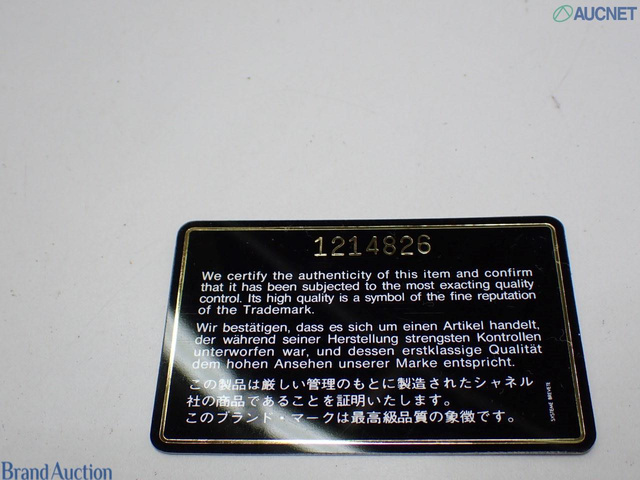 AUCNET
1214826
We certify the authenticity of this item and confirm
that it has been subjected to the most exacting quality
control. Its high quality is a symbol of the fine reputation
of the Trademark.
Wir bestätigen, dass es sich um einen Artikel handelt,
der während seiner Herstellung strengsten Kontrollen
unterworfen war, und dessen erstklassige Qualität
dem hohen Ansehen unserer Marke entspricht.
この製品は厳しい管理のもとに製造されたシャネル
社の商品であることを証明いたします。
このブランド・マークは最高級品質の象徴です。
SYSTEME BREVETE
Brand Auction